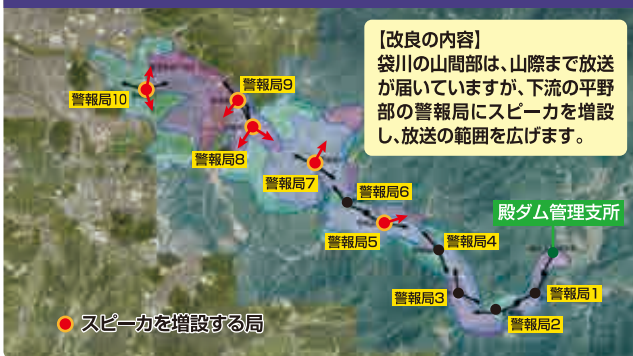 【改良の内容】
袋川の山間部は、山際まで放送
が届いていますが、下流の平野
部の警報局にスピーカを増設
し、放送の範囲を広げます。
警報局9
警報局10
警報局8
警報局7
警報局6
殿ダム管理支所
警報局5
警報局4
警報局3
警報局1
警報局2
スピーカを増設する局